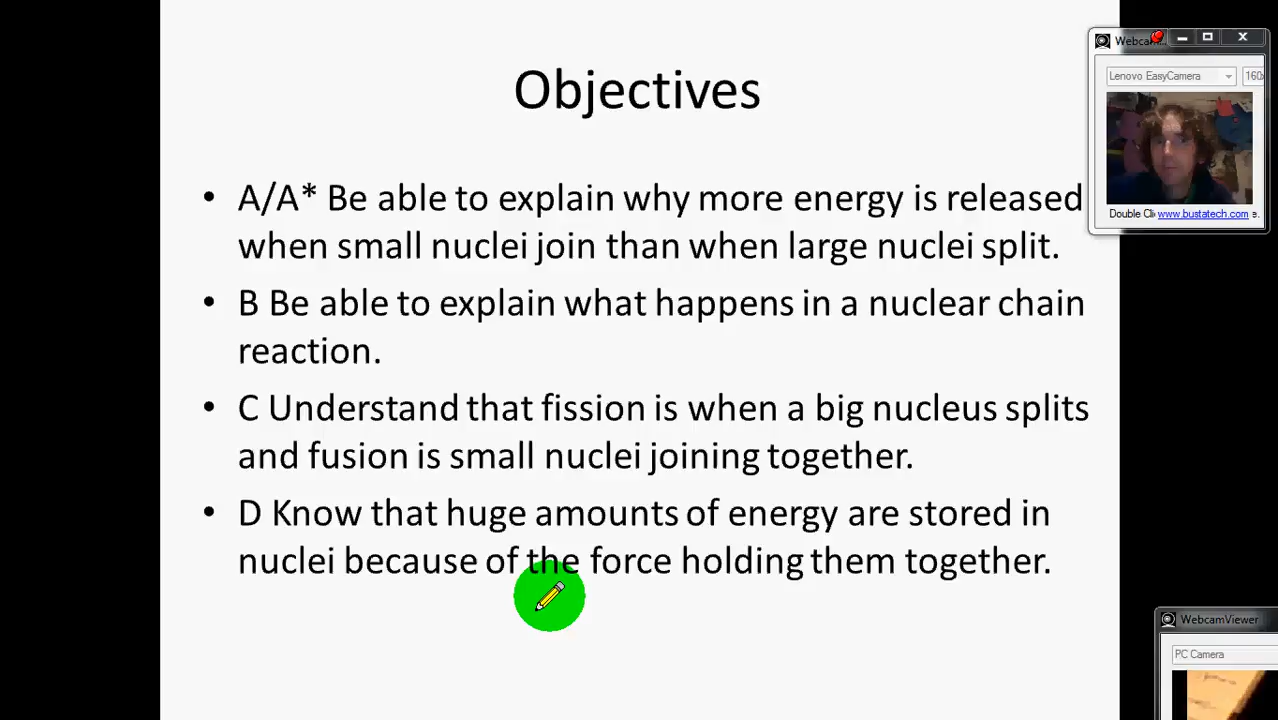 Objectives
• A/A* Be able to explain why more energy is released
when small nuclei join than when large nuclei split.
• B Be able to explain what happens in a nuclear chain
reaction.
• C Understand that fission is when a big nucleus splits
and fusion is small nuclei joining together.
• D Know that huge amounts of energy are stored in
nuclei because of the force holding them together.
Lenovo EasyCamera
www.bustatech.com
WebcamViewer
PC Camera